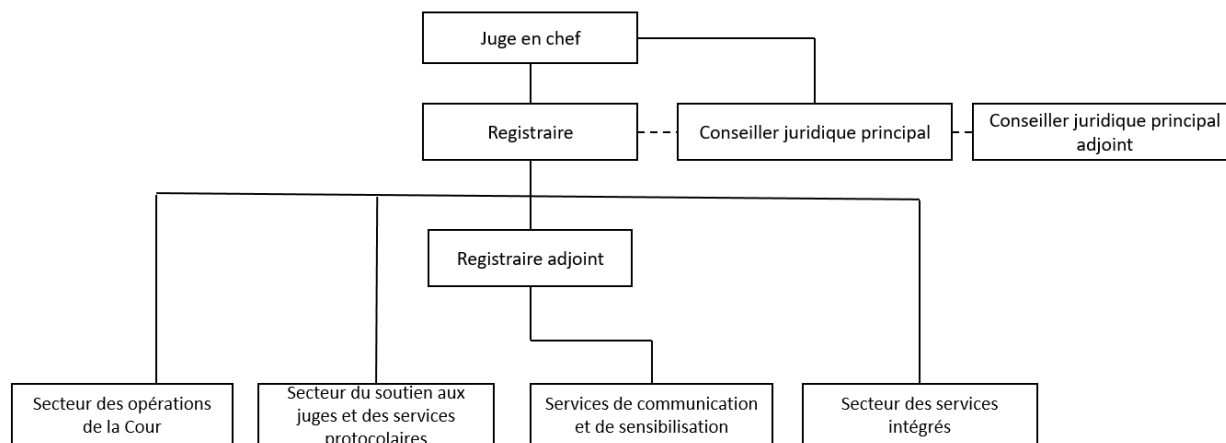 Juge en chef
Registraire
Conseiller juridique principal
Conseiller juridique principal
adjoint
Registraire adjoint
Secteur des opérations
de la Cour
Secteur du soutien aux
juges et des services
protocolaires
Services de communication
et de sensibilisation
Secteur des services
intégrés